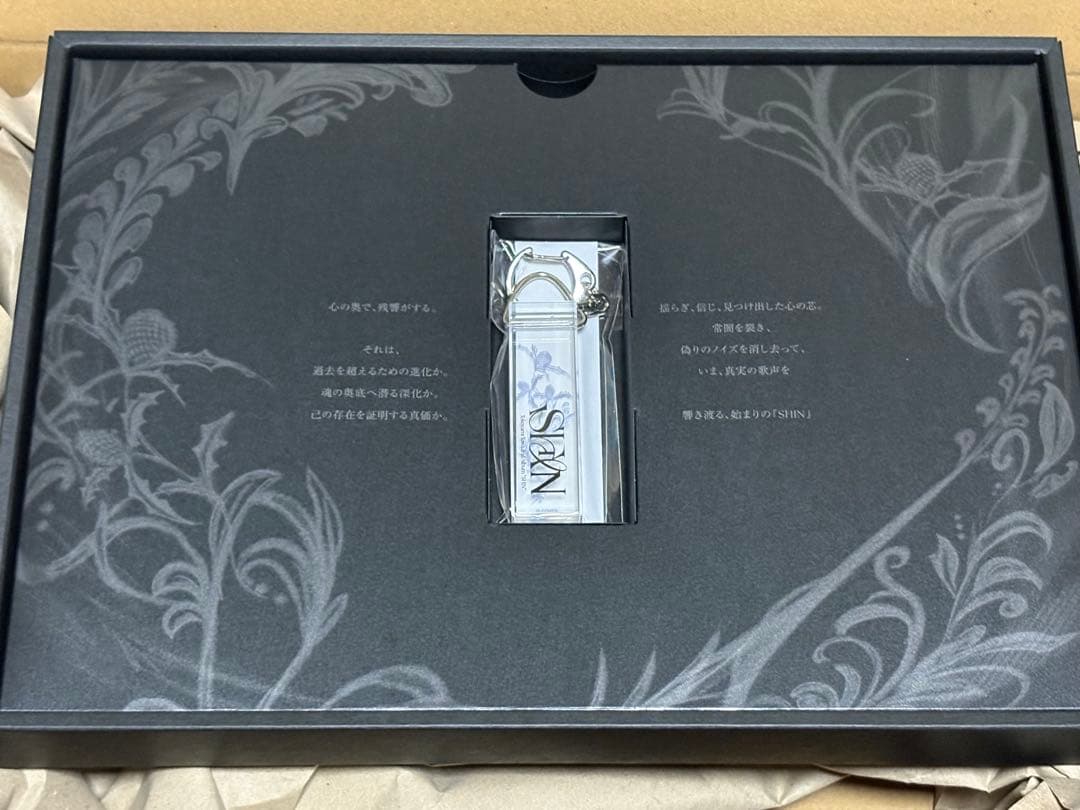 心の奥で、残響がする。
それは、
過去を超えるための進化か。
魂の奥底へ潜る深化か。
己の存在を証明する真価か。
SHIN
揺らぎ、信じ、見つけ出した心の芯。
常闇を裂き、
偽りのノイズを消し去って、
いま、真実の歌声を
響き渡る、始まりの『SHIN』